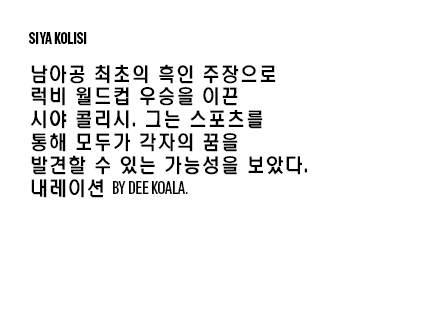 SIYA KOLISI
남아공 최초의 흑인 주장으로
럭비 월드컵 우승을 이끈
시야 콜리시. 그는 스포츠를
통해 모두가 각자의 꿈을
발견할 수 있는 가능성을 보았다.
내레이션 BY DEE KOALA.